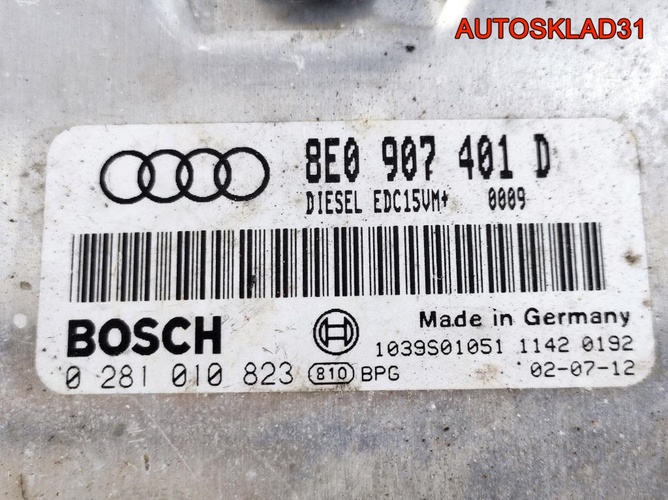 AUTOSKLAD31
8E0 907 401 D
DIESEL EDC15VM+ 0009
BOSCH
Made in Germany
1039S01051 1142 0192
0 281 010 823 810 BPG 02-07-12